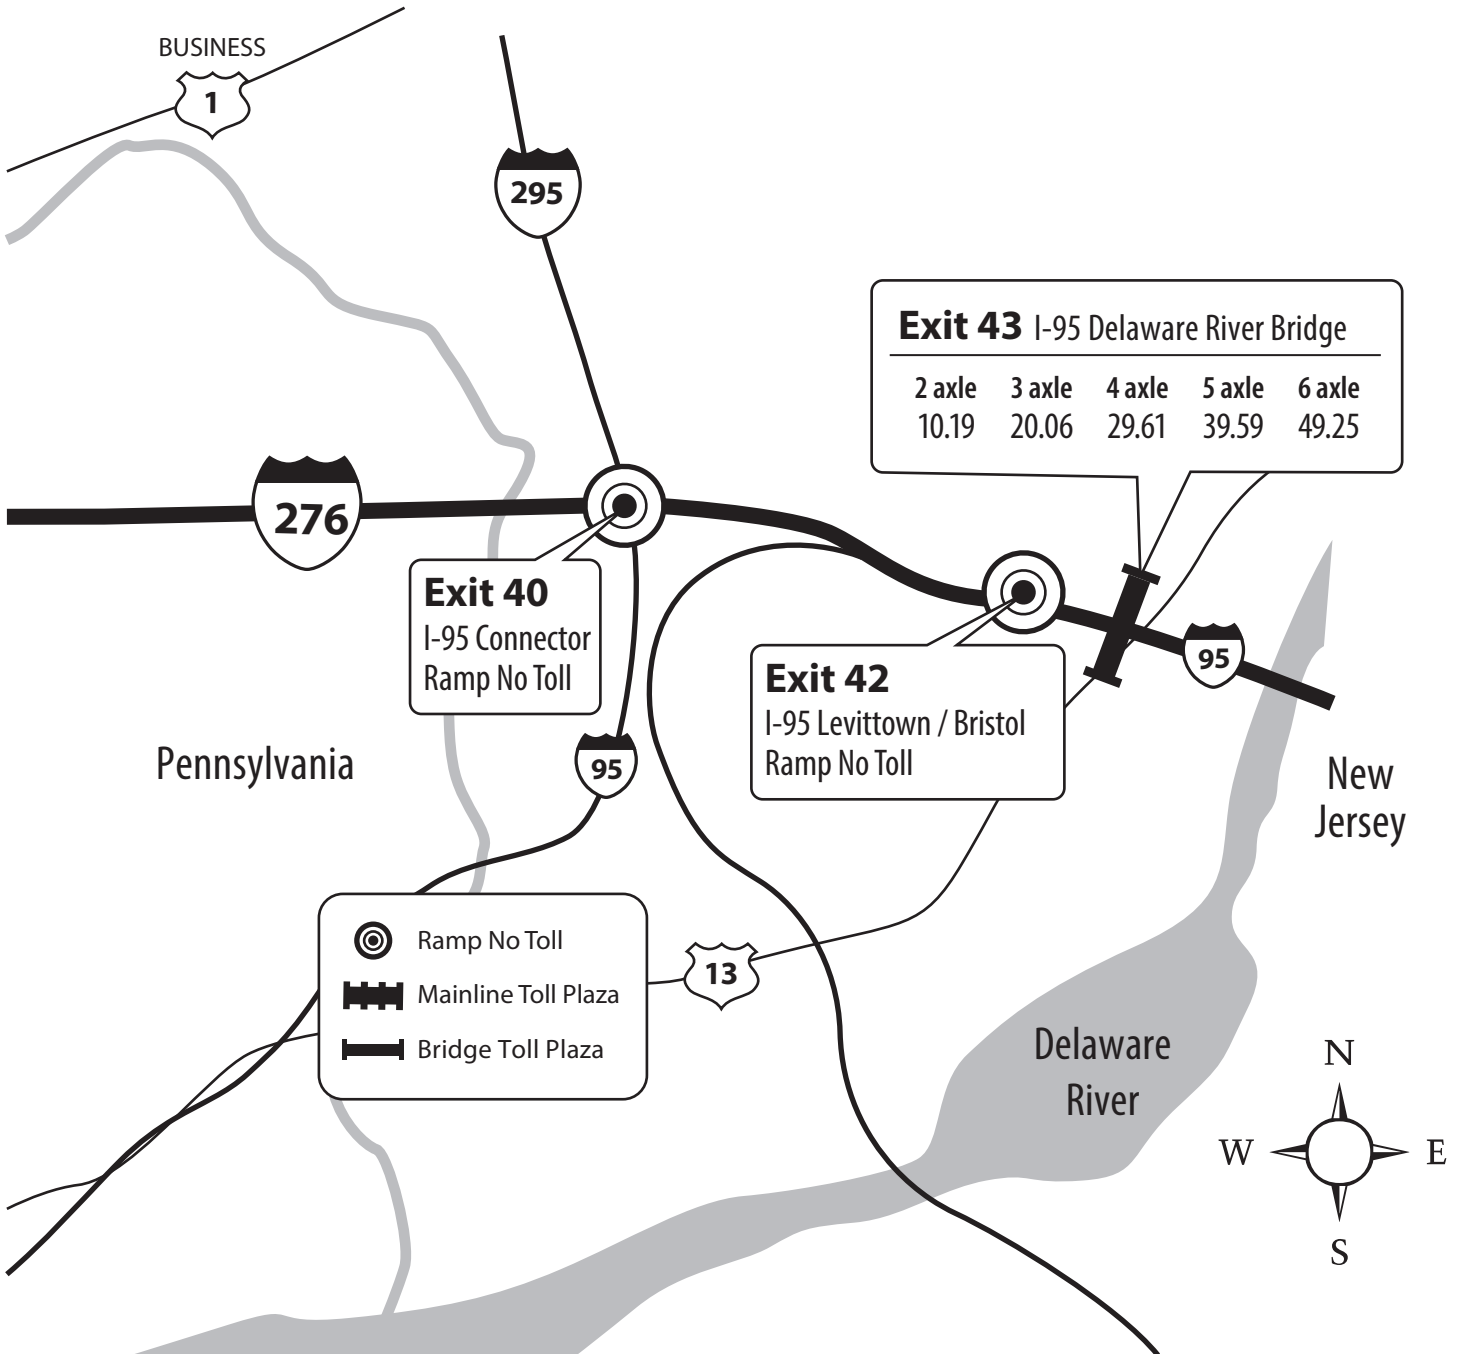 BUSINESS
1
295
Exit 43 I-95 Delaware River Bridge
2 axle 3 axle 4 axle 5 axle 6 axle
10.19 20.06 29.61 39.59 49.25
276
Exit 40
I-95 Connector
Ramp No Toll
Exit 42
I-95 Levittown / Bristol
Ramp No Toll
95
Pennsylvania
95
New
Jersey
Ramp No Toll
Mainline Toll Plaza
Bridge Toll Plaza
13
Delaware
River
N
W E
S